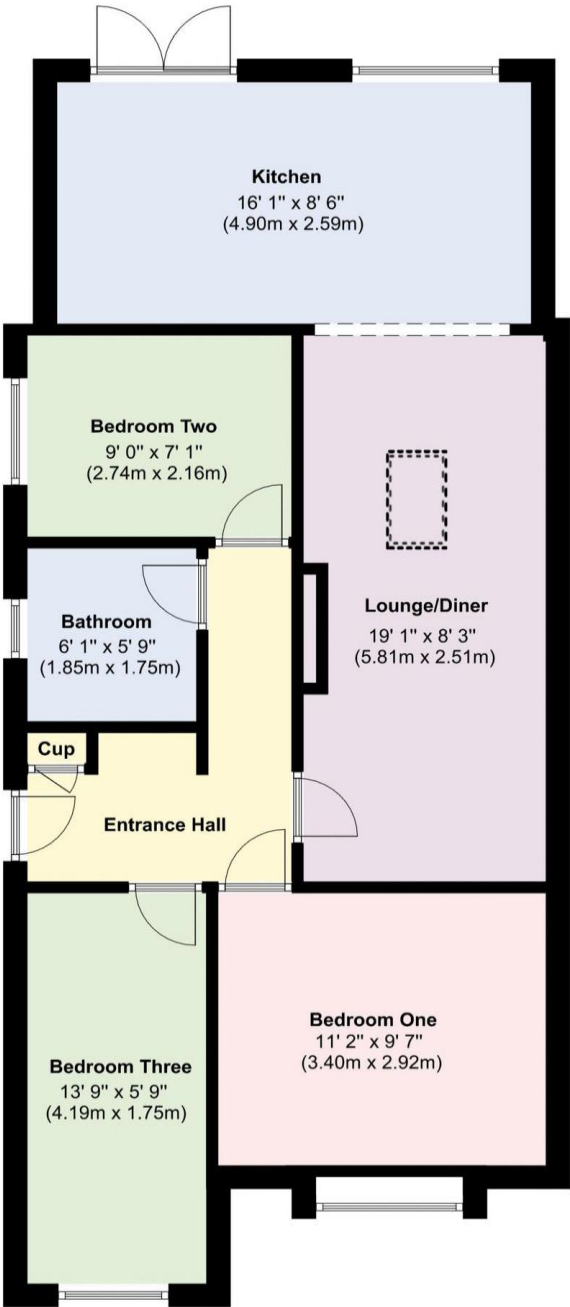 Kitchen
16' 1" x 8' 6"
(4.90m x 2.59m)
Bedroom Two
9' 0" x 7' 1"
(2.74m x 2.16m)
Bathroom
6' 1" x 5' 9"
(1.85m x 1.75m)
Lounge/Diner
19' 1" x 8' 3"
(5.81m x 2.51m)
Cup
Entrance Hall
Bedroom One
11' 2" x 9' 7"
(3.40m x 2.92m)
Bedroom Three
13' 9" x 5' 9"
(4.19m x 1.75m)